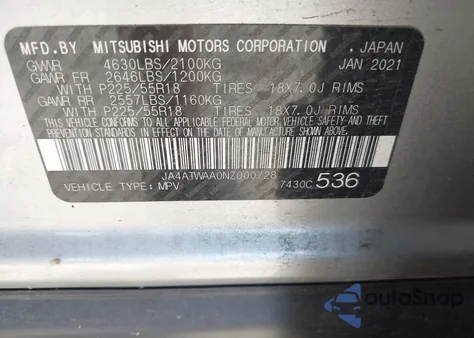 MFD.BY MITSUBISHI MOTORS CORPORATION . JAPAN
GVWR 4630LBS/2100KG JAN 2021
GAWR FR 2646LBS/1200KG
WITH P225/55R18 TIRES 18X7.0J RIMS
GAWR RR 2557LBS/1160KG
WITH P225/55R18 TIRES 18X7.0J RIMS
THIS VEHICLE CONFORMS TO ALL APPLICABLE FEDERAL MOTOR VEHICLE SAFETY AND THEFT
PREVENTION STANDARDS IN EFFECT ON THE DATE OF MANUFACTURE SHOWN ABOVE.
JA4ATWAA0NZ000728
VEHICLE TYPE: MPV 7430C 536
AutoSnap